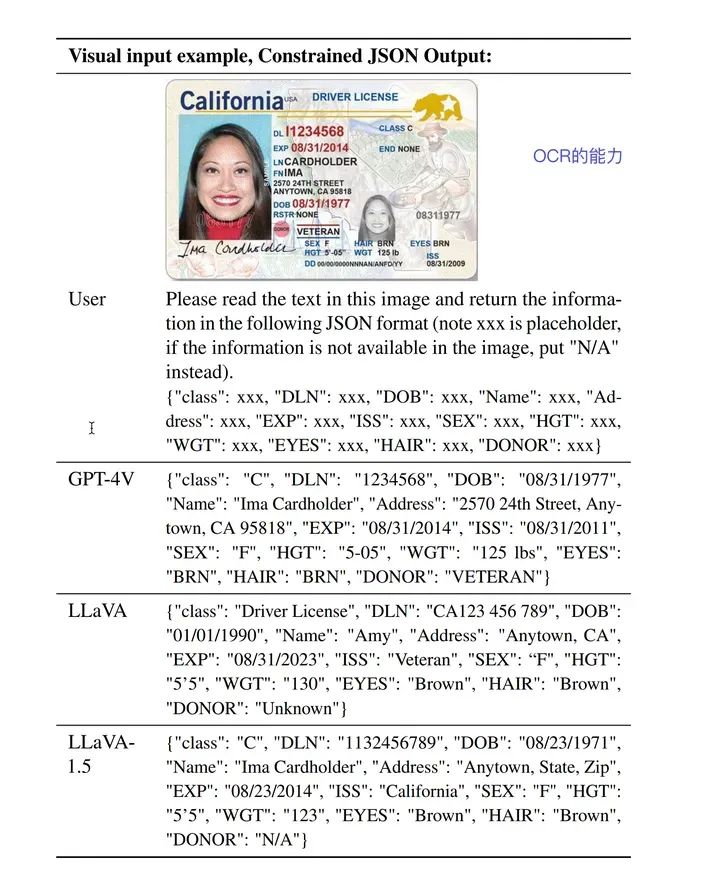 Visual input example, Constrained JSON Output:
California USA DRIVER LICENSE
DL I1234568 CLASS C
EXP 08/31/2014 END NONE
LN CARDHOLDER
FN IMA
2570 24TH STREET
ANYTOWN, CA 95818
DOB 08/31/1977
RSTR NONE 08311977
DONOR
VETERAN
SEX F HAIR BRN EYES BRN
HGT 5'-05" WGT 125 lb ISS
DD 00/00/0000NNNAN/ANFD/YY 08/31/2009
Ima Cardholder
OCR的能力
User Please read the text in this image and return the informa-
tion in the following JSON format (note xxx is placeholder,
if the information is not available in the image, put "N/A"
instead).
{"class": xxx, "DLN": xxx, "DOB": xxx, "Name": xxx, "Ad-
dress": xxx, "EXP": xxx, "ISS": xxx, "SEX": xxx, "HGT": xxx,
"WGT": xxx, "EYES": xxx, "HAIR": xxx, "DONOR": xxx}
GPT-4V {"class": "C", "DLN": "1234568", "DOB": "08/31/1977",
"Name": "Ima Cardholder", "Address": "2570 24th Street, Any-
town, CA 95818", "EXP": "08/31/2014", "ISS": "08/31/2011",
"SEX": "F", "HGT": "5-05", "WGT": "125 lbs", "EYES":
"BRN", "HAIR": "BRN", "DONOR": "VETERAN"}
LLaVA {"class": "Driver License", "DLN": "CA123 456 789", "DOB":
"01/01/1990", "Name": "Amy", "Address": "Anytown, CA",
"EXP": "08/31/2023", "ISS": "Veteran", "SEX": “F", "HGT":
"5’5", "WGT": "130", "EYES": "Brown", "HAIR": "Brown",
"DONOR": "Unknown"}
LLaVA- {"class": "C", "DLN": "1132456789", "DOB": "08/23/1971",
1.5 "Name": "Ima Cardholder", "Address": "Anytown, State, Zip",
"EXP": "08/23/2014", "ISS": "California", "SEX": "F", "HGT":
"5’5", "WGT": "123", "EYES": "Brown", "HAIR": "Brown",
"DONOR": "N/A"}